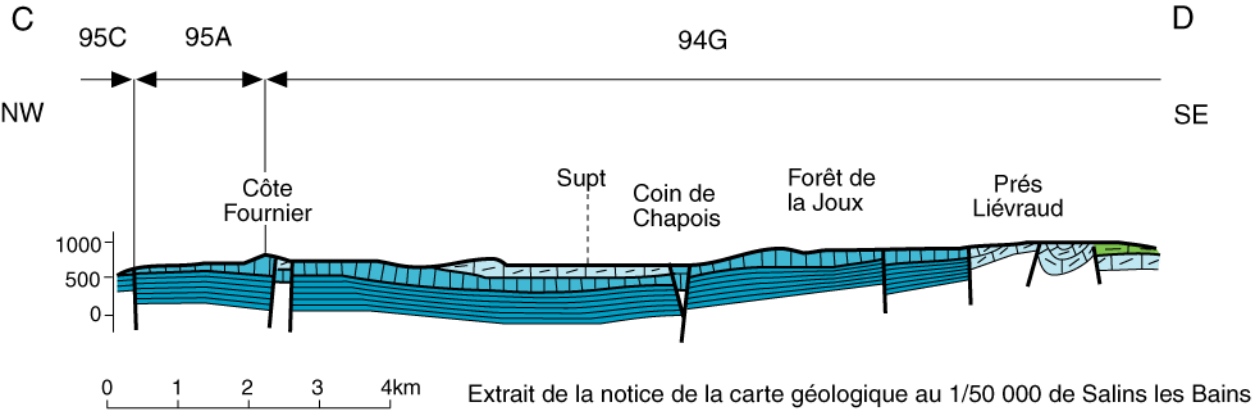 C
D
95C
95A
94G
NW
SE
Côte
Fournier
Supt
Coin de
Chapois
Forêt de
la Joux
Prés
Liévraud
1000
500
0
0 1 2 3 4km
Extrait de la notice de la carte géologique au 1/50 000 de Salins les Bains